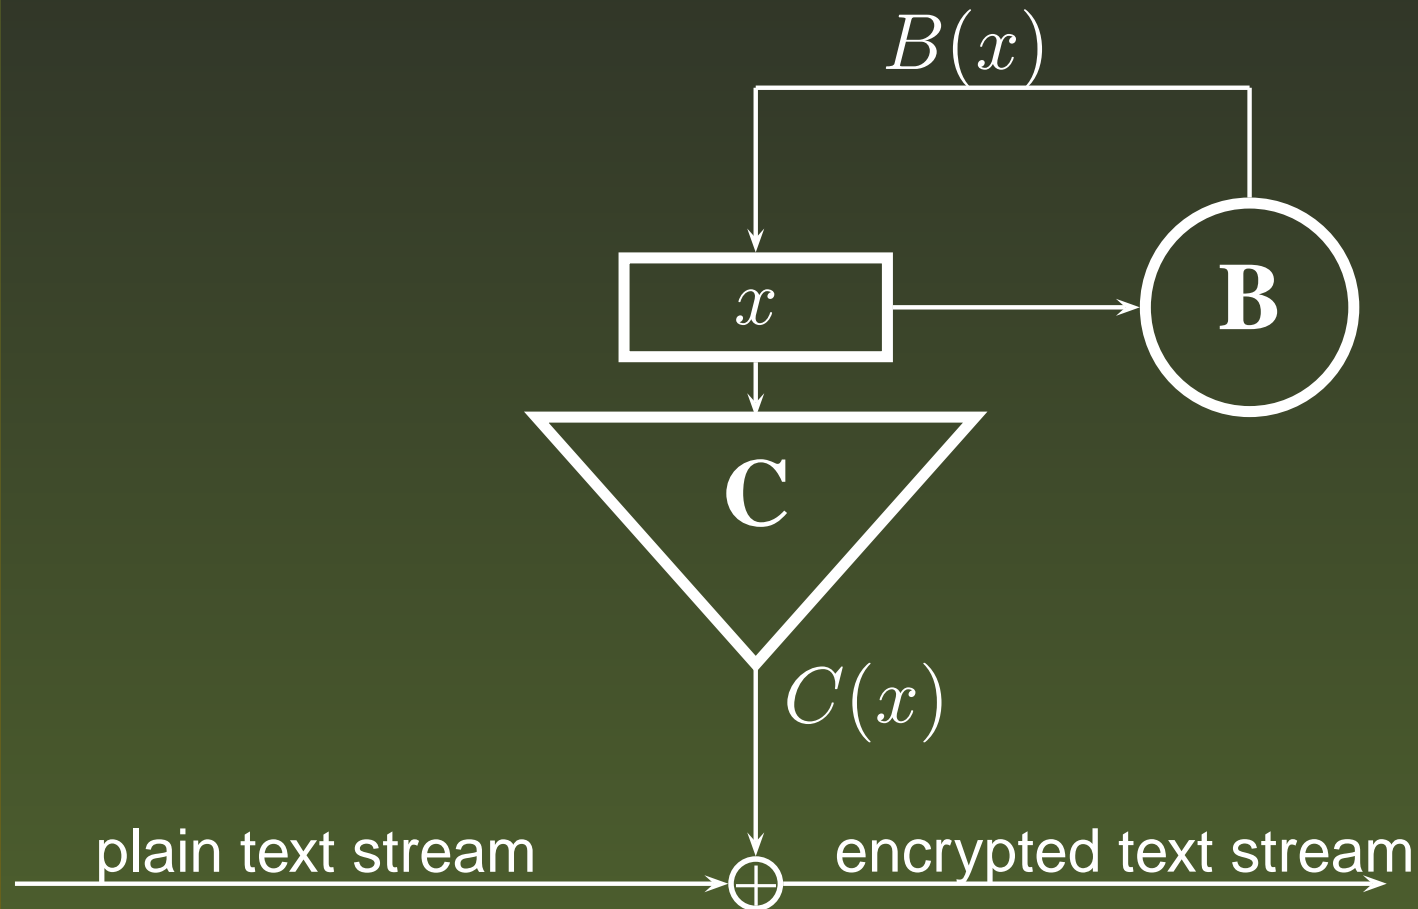 B(x)
x
B
C
C(x)
plain text stream
encrypted text stream